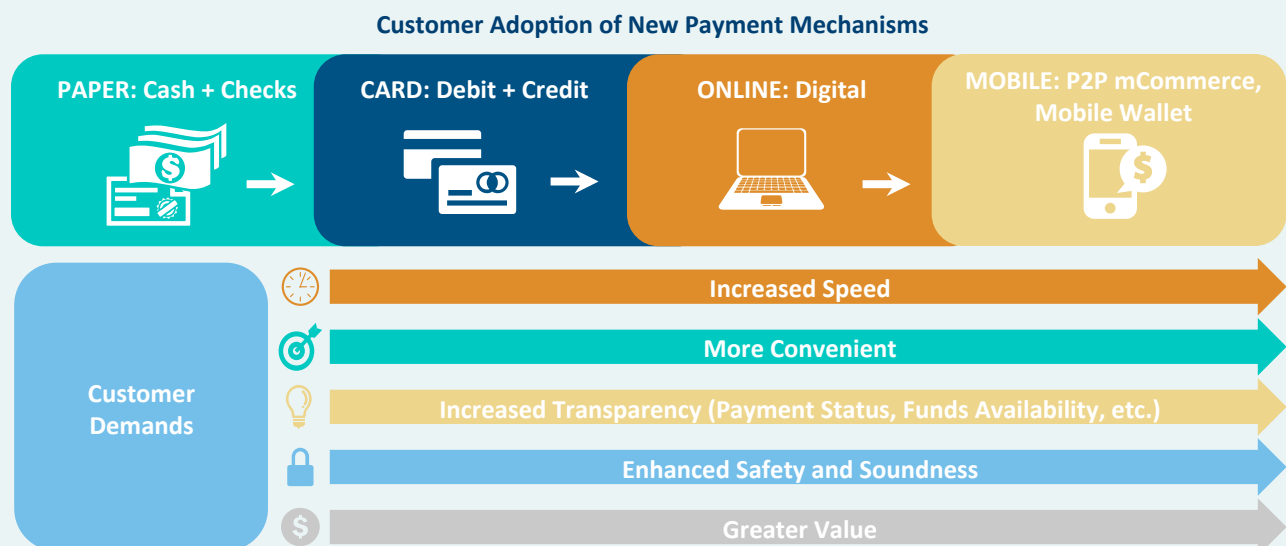 Customer Adoption of New Payment Mechanisms
PAPER: Cash + Checks
CARD: Debit + Credit
ONLINE: Digital
MOBILE: P2P mCommerce,
Mobile Wallet
$
$
Customer
Demands
Increased Speed
More Convenient
Increased Transparency (Payment Status, Funds Availability, etc.)
Enhanced Safety and Soundness
$
Greater Value